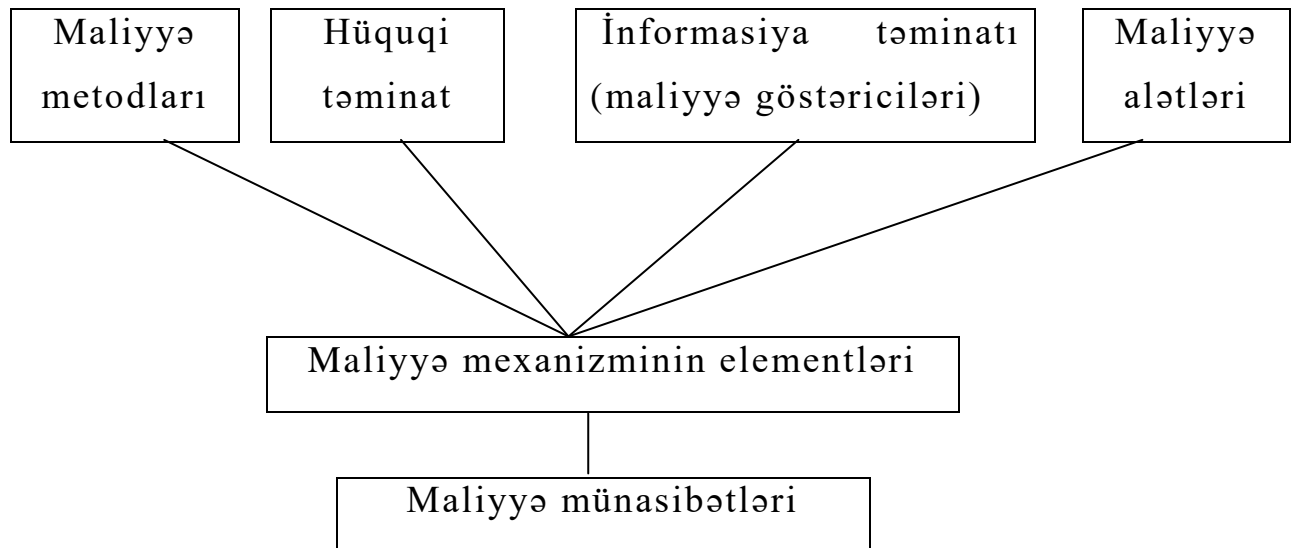 Maliyyə
metodları
Hüquqi
təminat
İnformasiya təminatı
(maliyyə göstəriciləri)
Maliyyə
alətləri
Maliyyə mexanizminin elementləri
Maliyyə münasibətləri